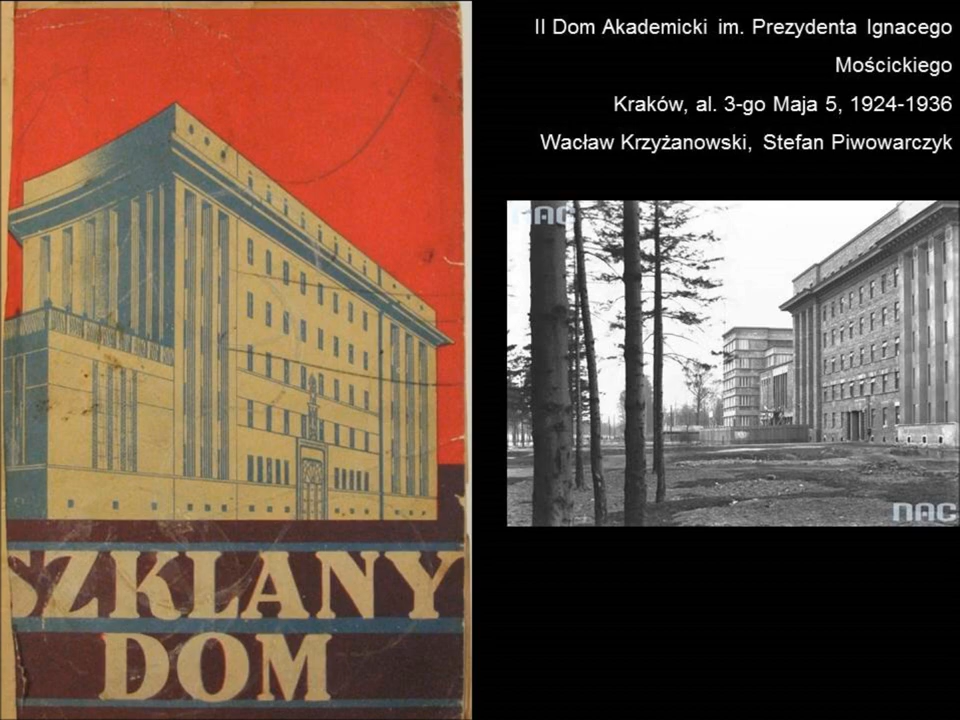 SZKLANY
DOM
II Dom Akademicki im. Prezydenta Ignacego
Mościckiego
Kraków, al. 3-go Maja 5, 1924-1936
Wacław Krzyżanowski, Stefan Piwowarczyk
NAC
NAC